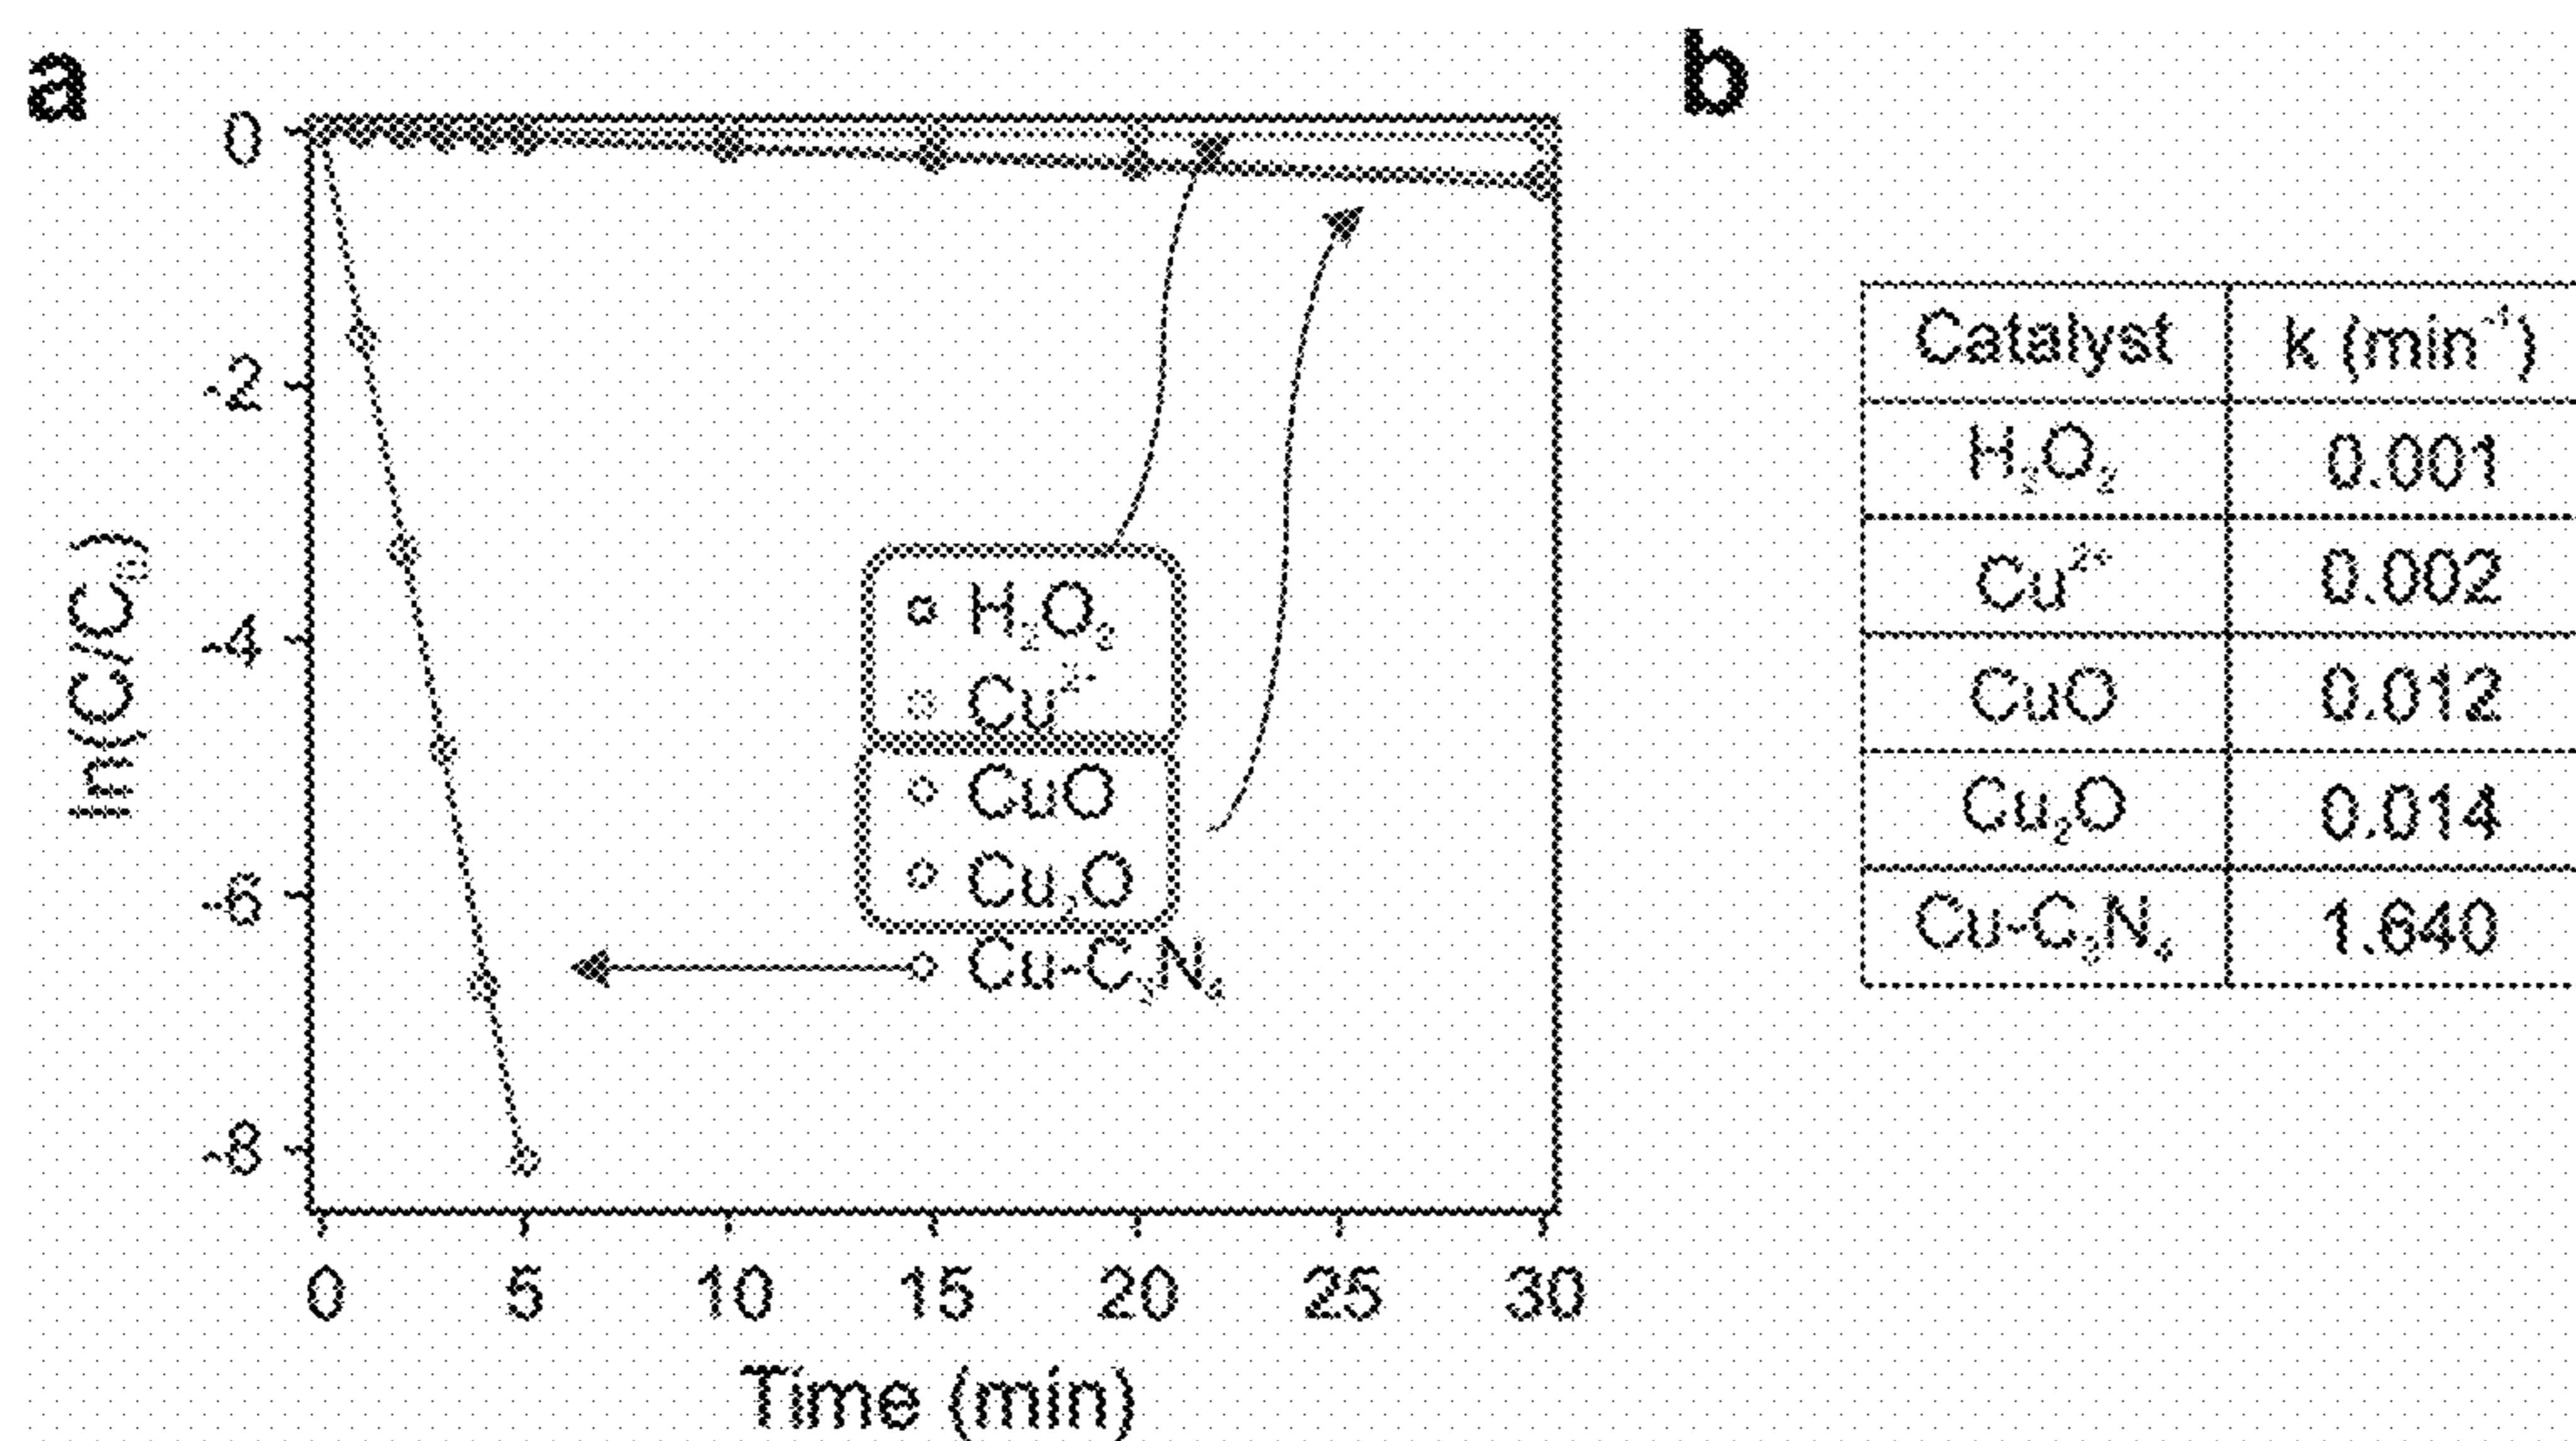 a
0
-2
-4
-6
-8
ln(C/C₀)
H₂O₂
Cu²⁺
CuO
Cu₂O
Cu-C₃N₄
0 5 10 15 20 25 30
Time (min)
b
Catalyst k (min⁻¹)
H₂O₂ 0.001
Cu²⁺ 0.002
CuO 0.012
Cu₂O 0.014
Cu-C₃N₄ 1.640